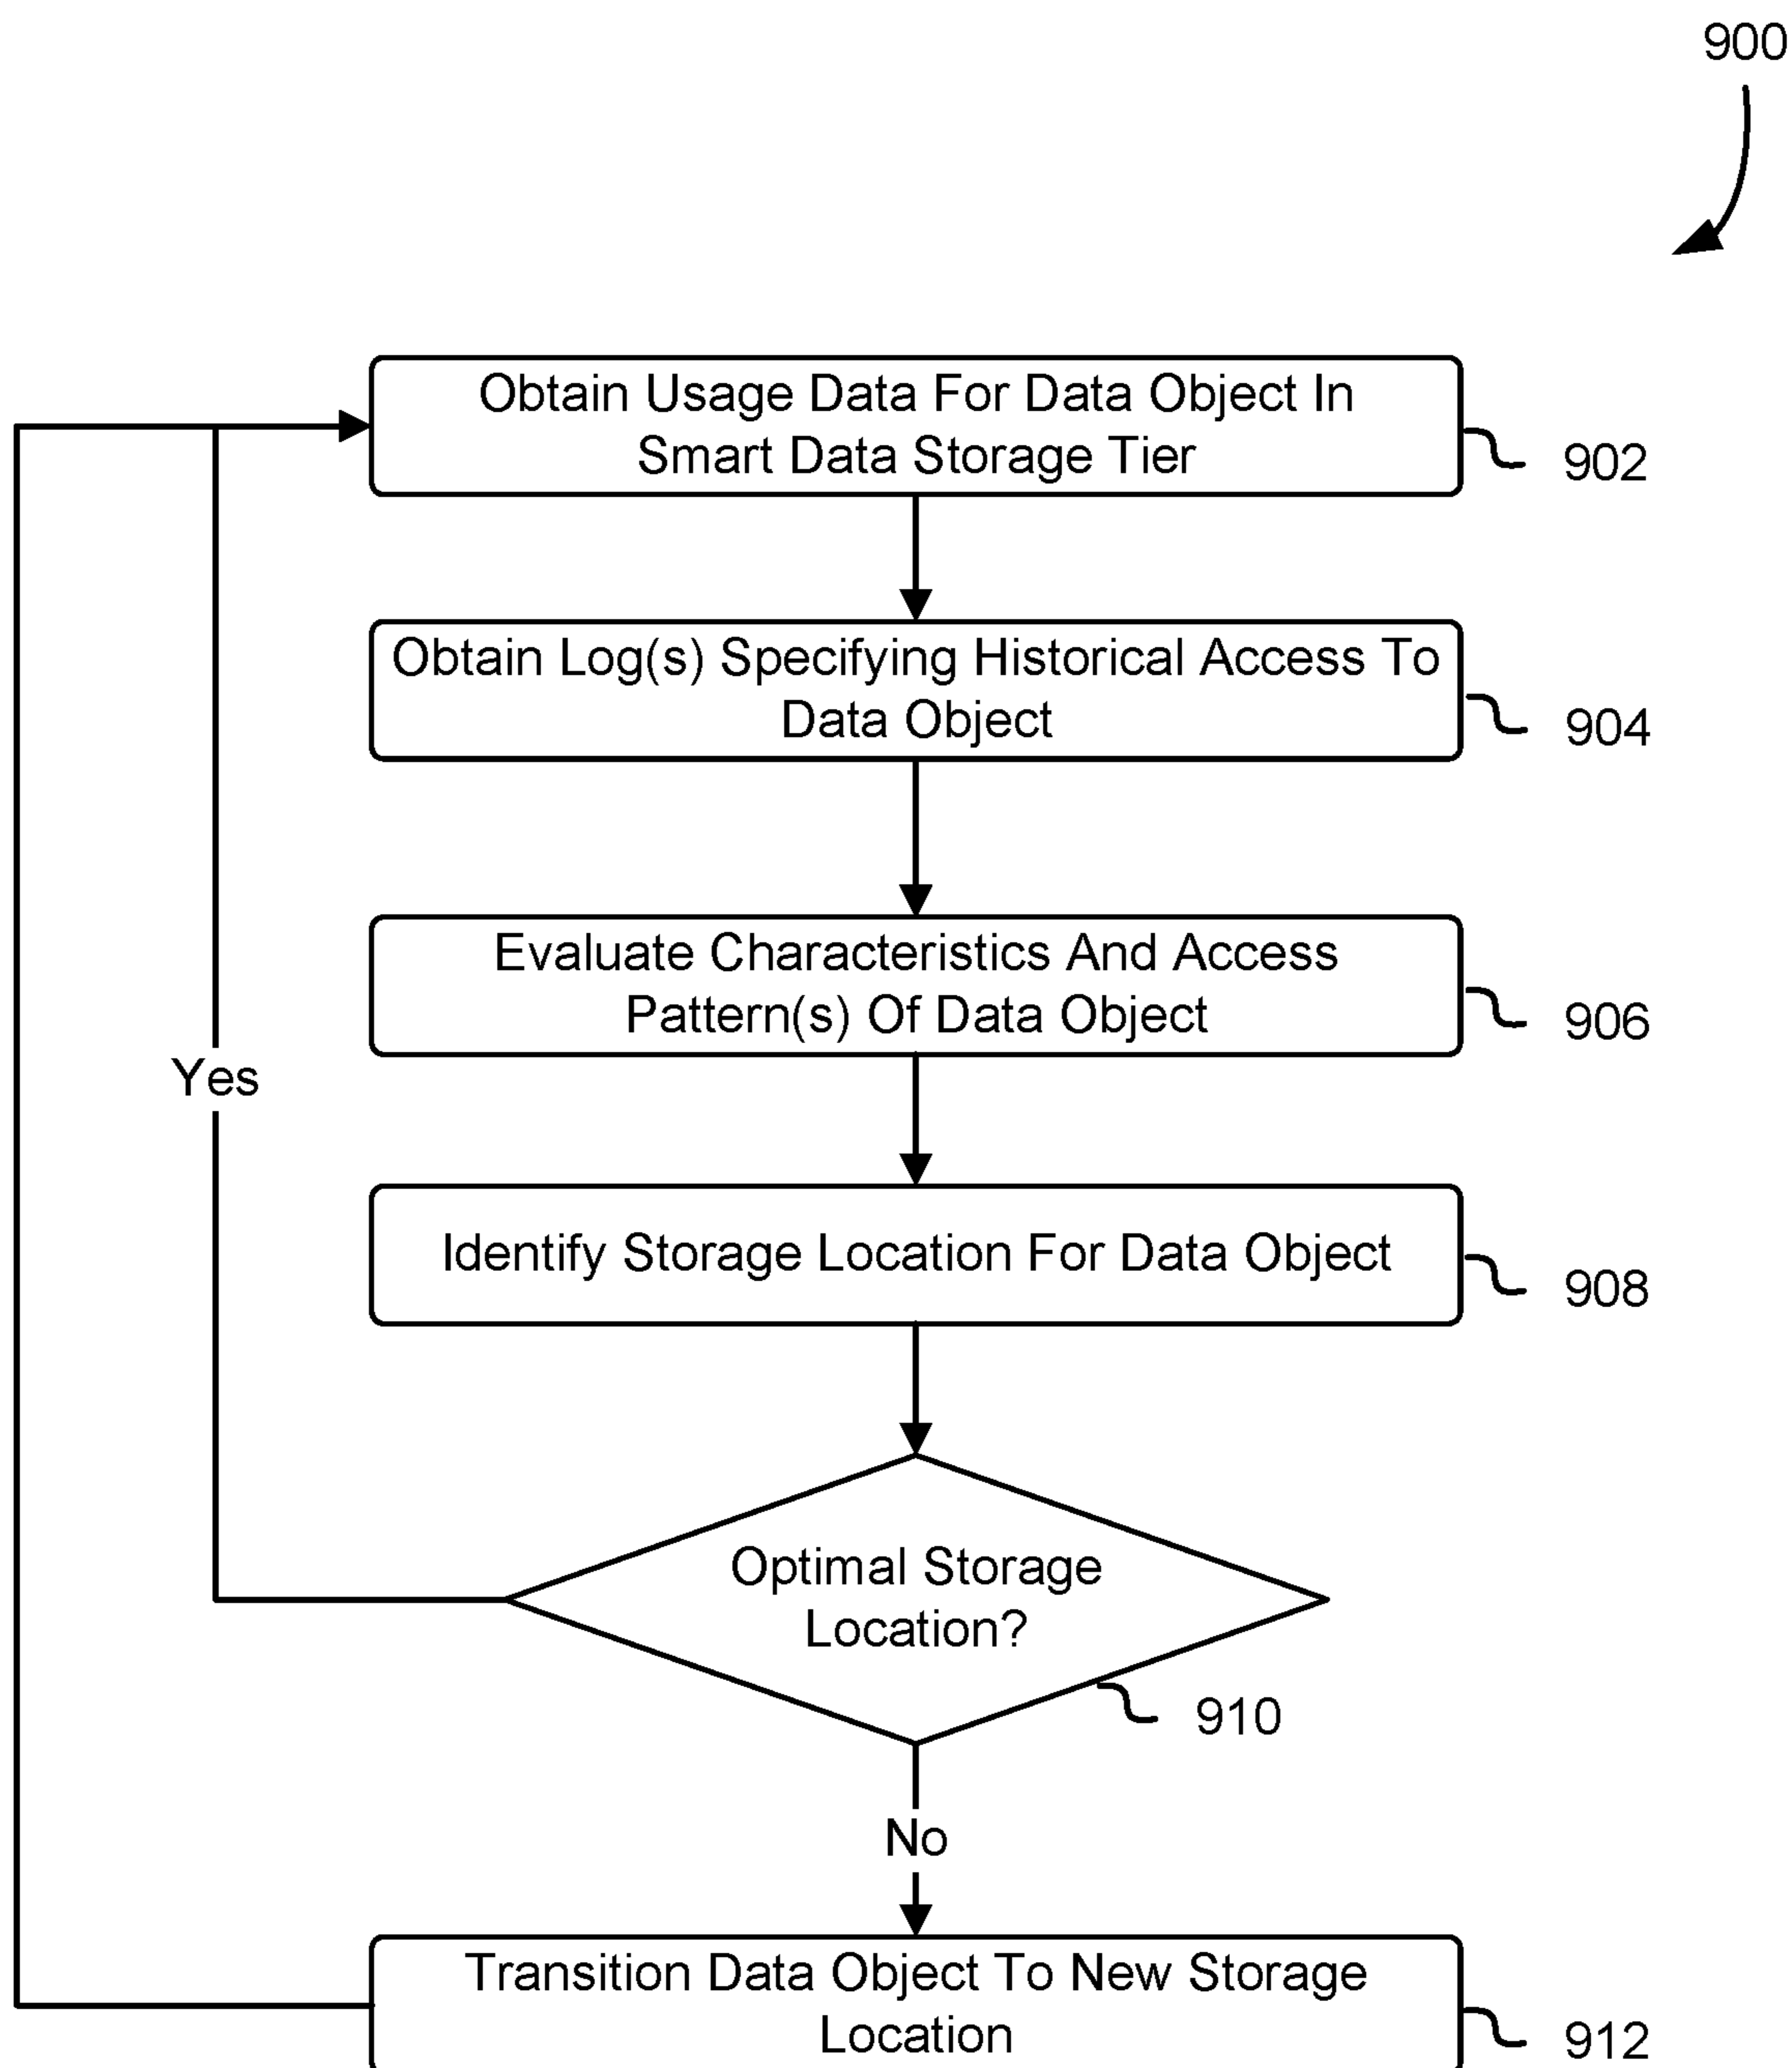 900
Obtain Usage Data For Data Object In
Smart Data Storage Tier
902
Obtain Log(s) Specifying Historical Access To
Data Object
904
Evaluate Characteristics And Access
Pattern(s) Of Data Object
906
Yes
Identify Storage Location For Data Object
908
Optimal Storage
Location?
910
No
Transition Data Object To New Storage
Location
912